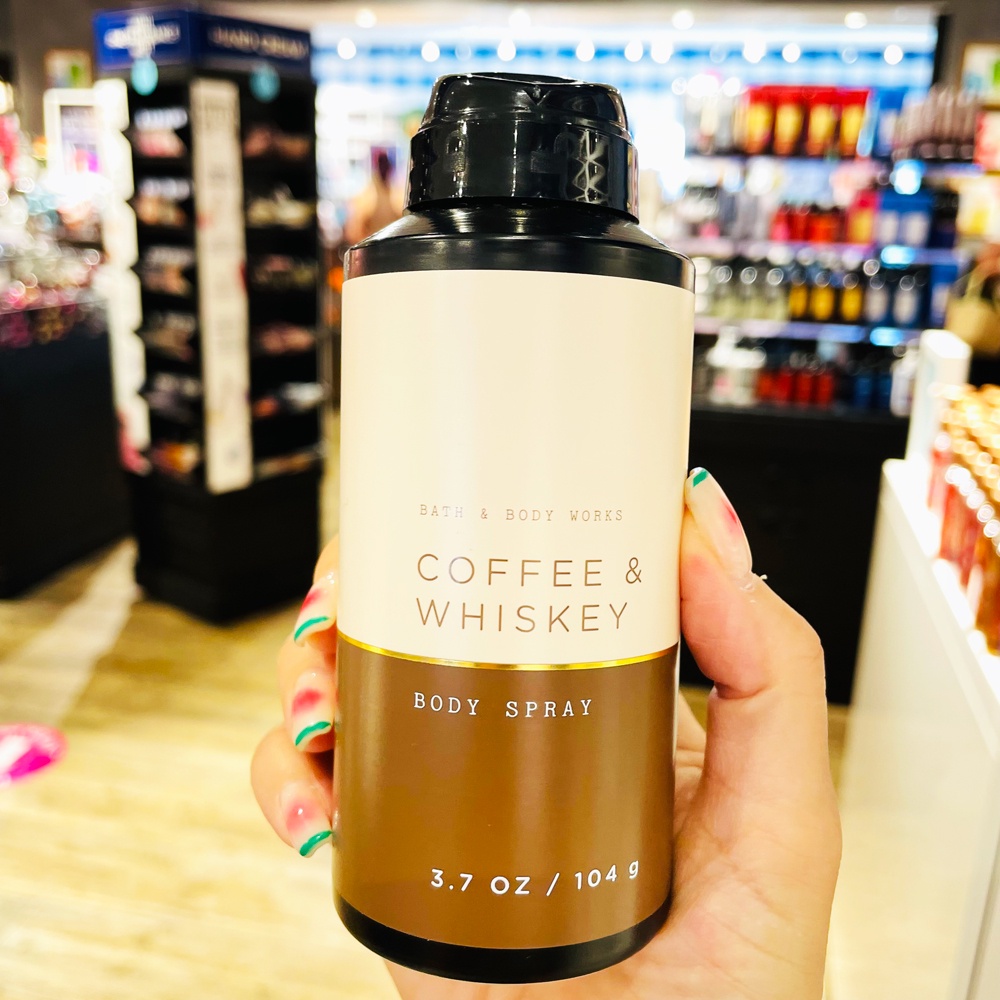 BATH & BODY WORKS
COFFEE &
WHISKEY
BODY SPRAY
3.7 OZ / 104 g